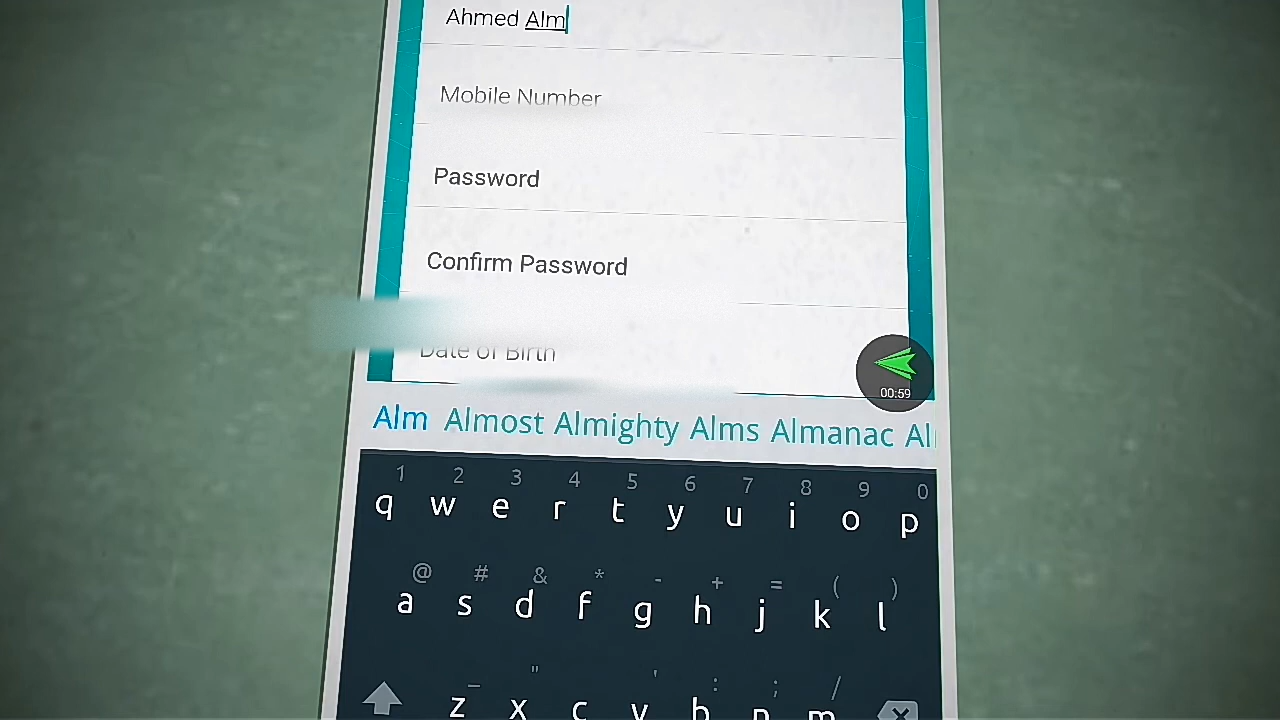 Ahmed Alm
Mobile Number
Password
Confirm Password
Date of Birth
00:59
Alm Almost Almighty Alms Almanac Al
1 2 3 4 5 6 7 8 9 0
q w e r t y u i o p
@ # & * - + = ( )
a s d f g h j k l
_ " ' : ; /
z x c v b n m